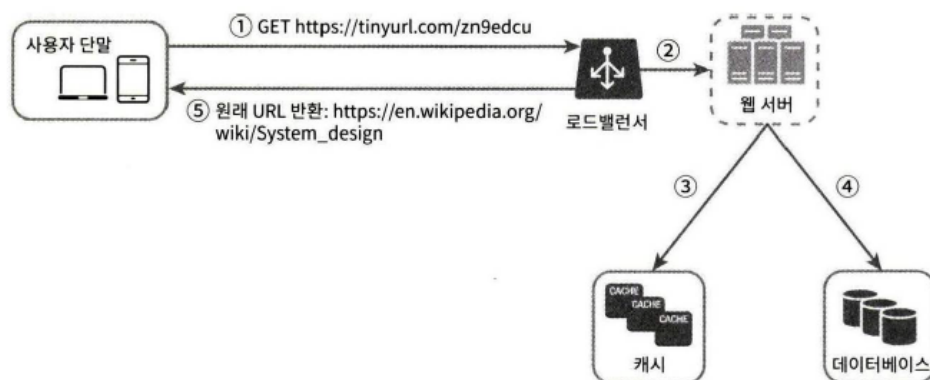 ① GET https://tinyurl.com/zn9edcu
사용자 단말
②
⑤ 원래 URL 반환: https://en.wikipedia.org/
wiki/System_design
로드밸런서
웹 서버
③
④
CACHE
CACHE
CACHE
캐시
데이터베이스